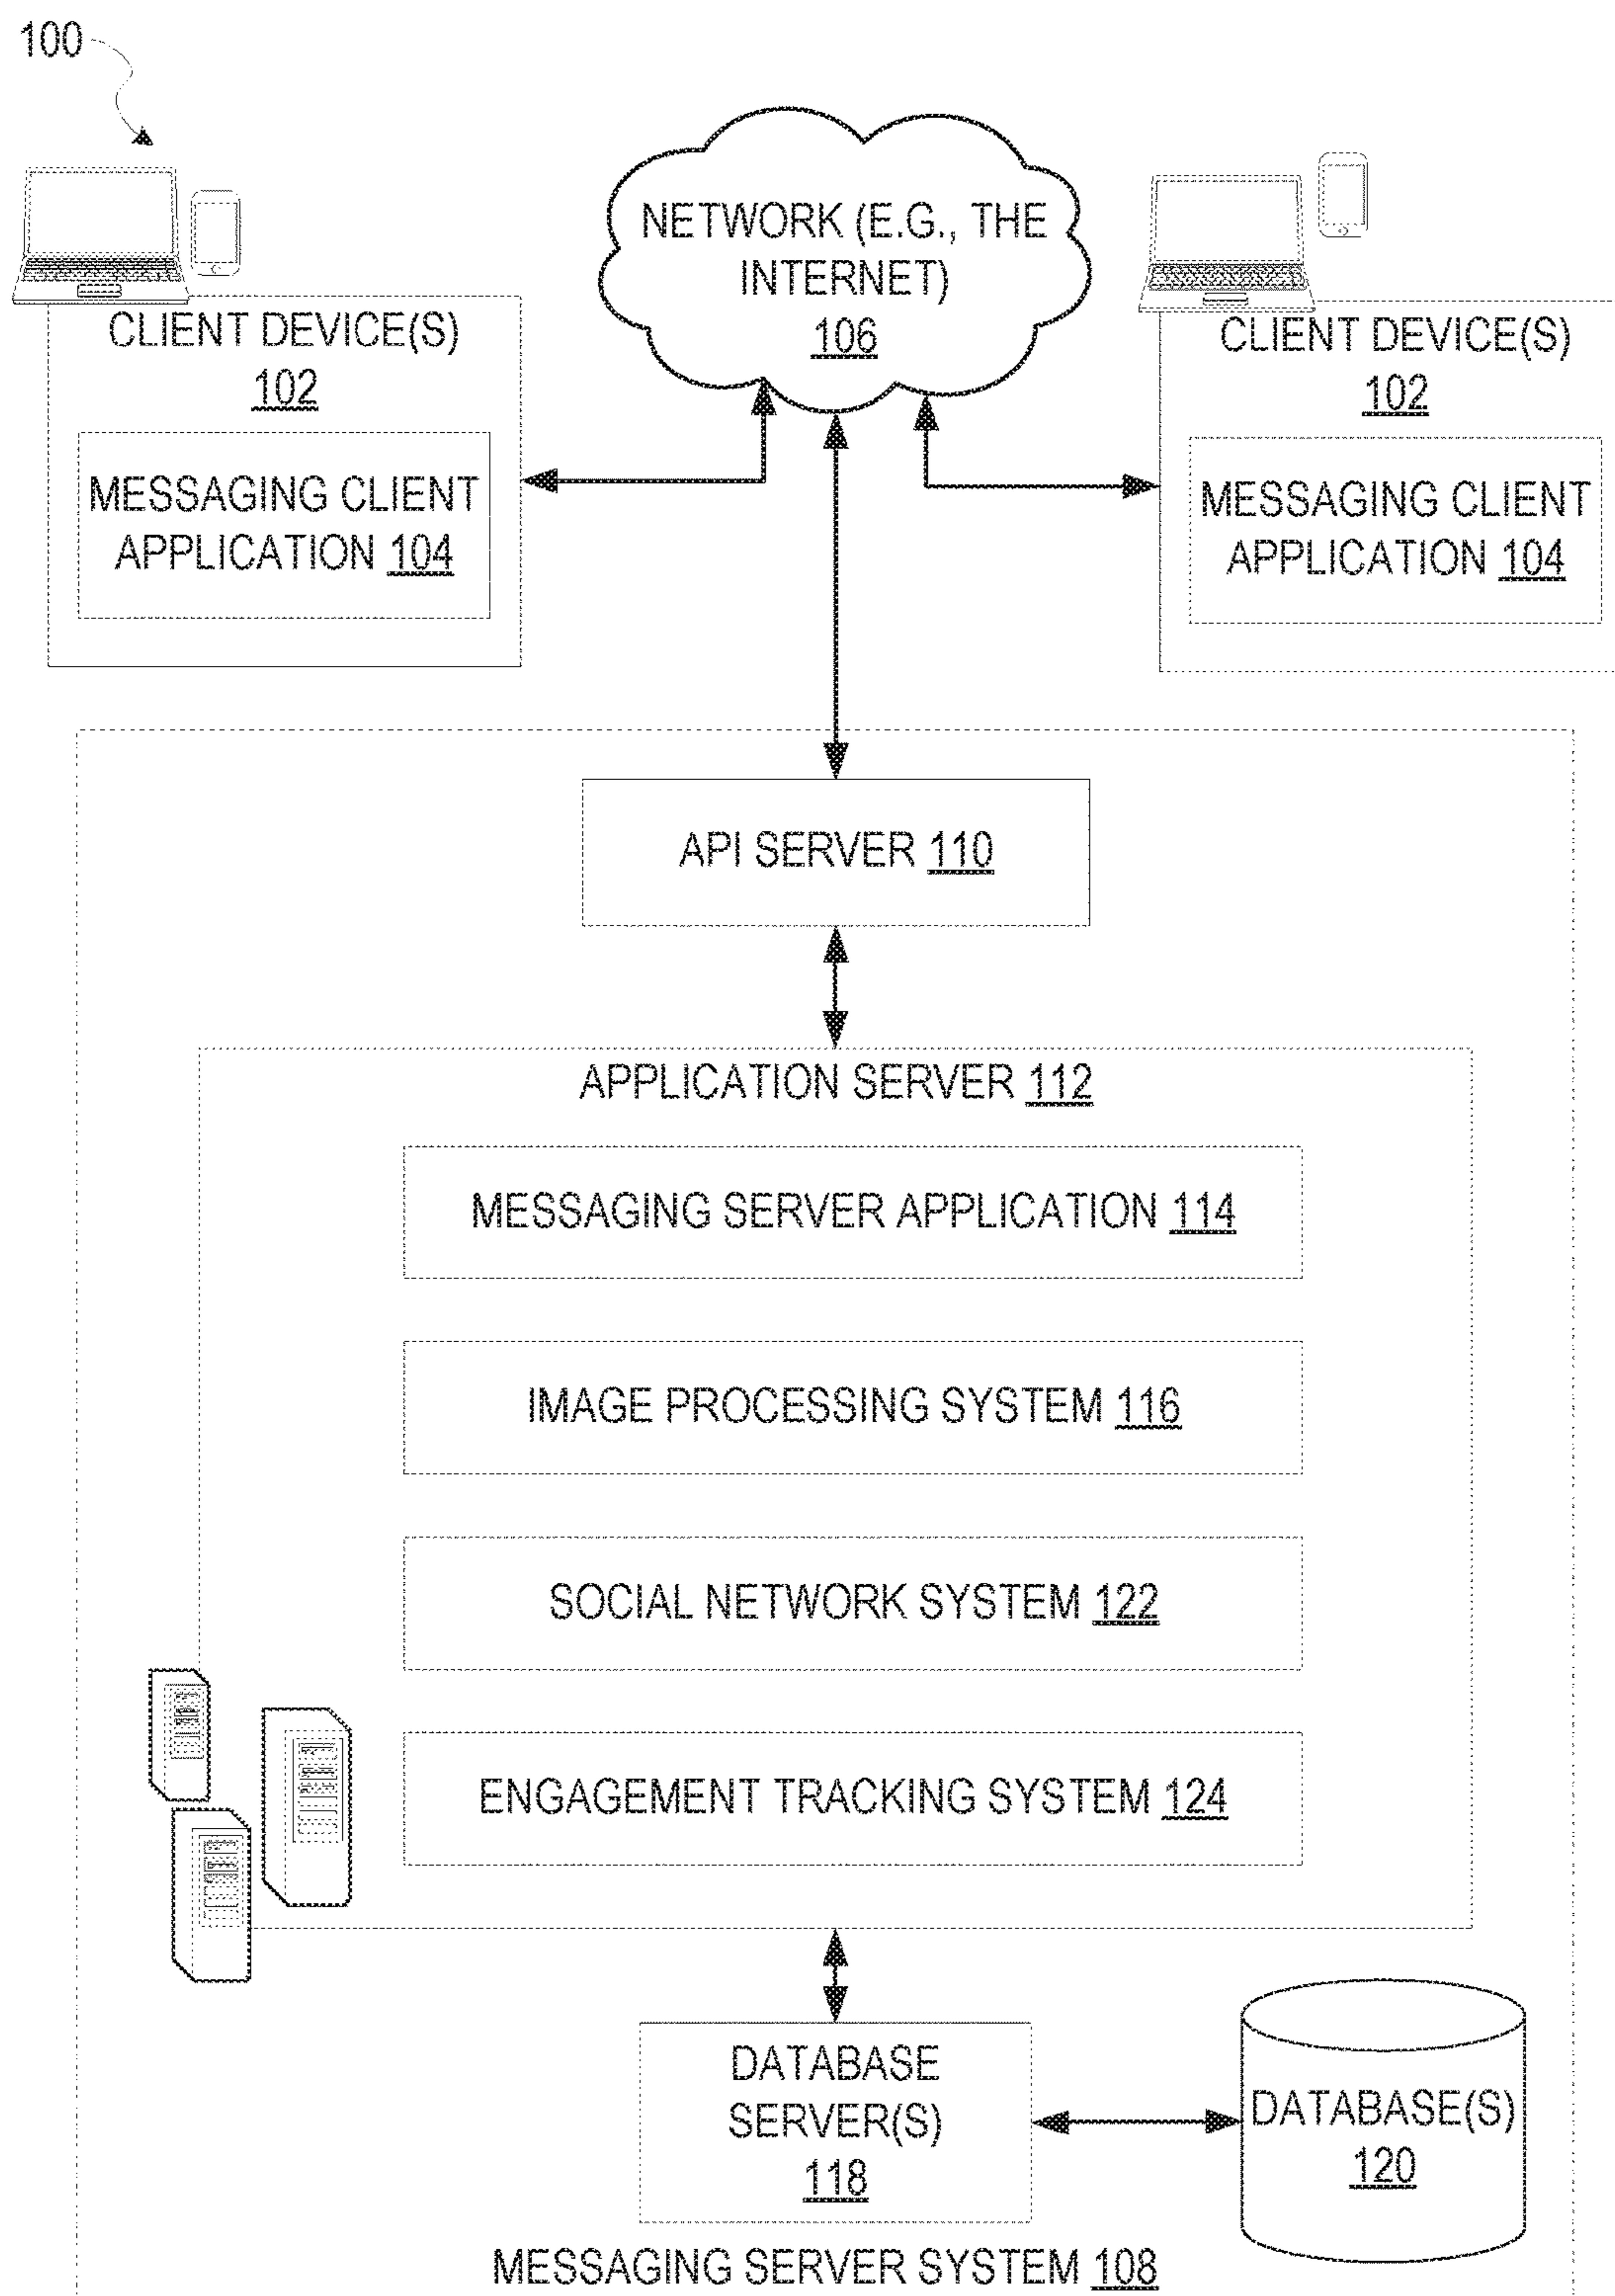 100
NETWORK (E.G., THE
INTERNET)
106
CLIENT DEVICE(S)
102
MESSAGING CLIENT
APPLICATION 104
CLIENT DEVICE(S)
102
MESSAGING CLIENT
APPLICATION 104
API SERVER 110
APPLICATION SERVER 112
MESSAGING SERVER APPLICATION 114
IMAGE PROCESSING SYSTEM 116
SOCIAL NETWORK SYSTEM 122
ENGAGEMENT TRACKING SYSTEM 124
DATABASE
SERVER(S)
118
DATABASE(S)
120
MESSAGING SERVER SYSTEM 108